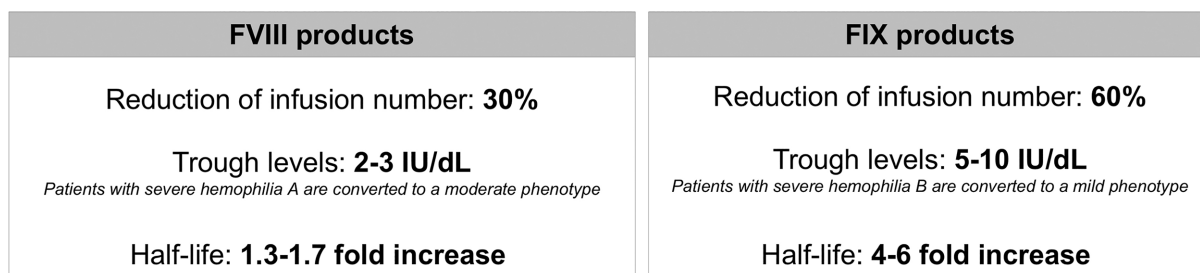 FVIII products
Reduction of infusion number: 30%
Trough levels: 2-3 IU/dL
Patients with severe hemophilia A are converted to a moderate phenotype
Half-life: 1.3-1.7 fold increase
FIX products
Reduction of infusion number: 60%
Trough levels: 5-10 IU/dL
Patients with severe hemophilia B are converted to a mild phenotype
Half-life: 4-6 fold increase